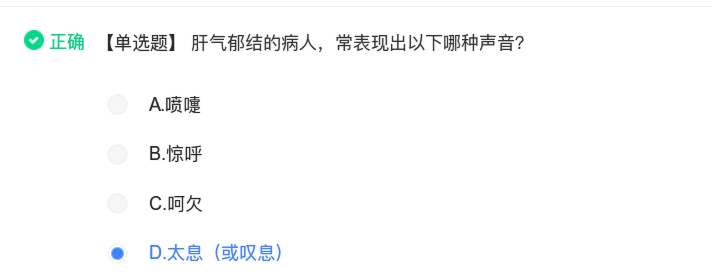 正确 【单选题】 肝气郁结的病人，常表现出以下哪种声音？
A.喷嚏
B.惊呼
C.呵欠
D.太息（或叹息）